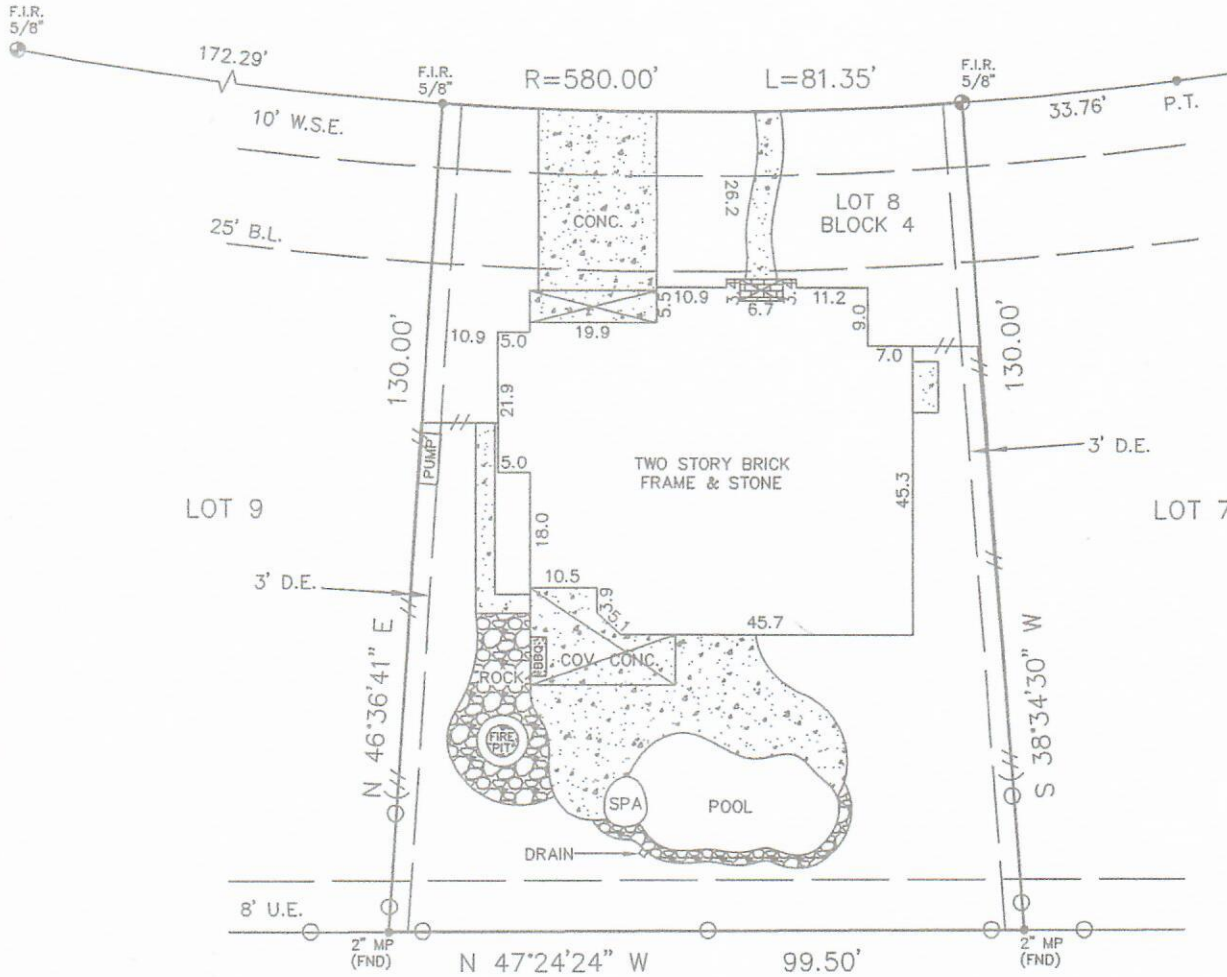 F.I.R.
5/8"
172.29'
F.I.R.
5/8"
R=580.00'
L=81.35'
F.I.R.
5/8"
33.76'
P.T.
10' W.S.E.
CONC.
26.2
LOT 8
BLOCK 4
25' B.L.
10.9
3.
6.7
3.
11.2
5.5
9.0
19.9
130.00'
10.9
5.0
7.0
130.00'
21.9
PUMP
5.0
TWO STORY BRICK
FRAME & STONE
45.3
3' D.E.
LOT 9
LOT 7
18.0
3' D.E.
10.5
3.9
5.1
45.7
N 46°36'41" E
BBQ
COV. CONC.
ROCK
S 38°34'30" W
FIRE
PIT
SPA
POOL
DRAIN
8' U.E.
2" MP
(FND)
N 47°24'24" W
99.50'
2" MP
(FND)